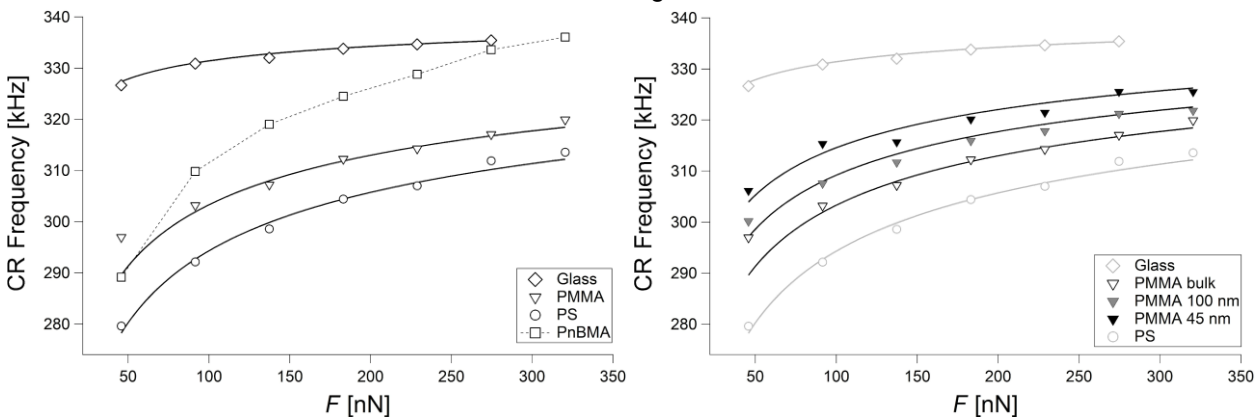 g
340
330
320
310
300
290
280
CR Frequency [kHz]
50
100
150
200
250
300
350
F [nN]
Glass
PMMA
PS
PnBMA
340
330
320
310
300
290
280
CR Frequency [kHz]
50
100
150
200
250
300
350
F [nN]
Glass
PMMA bulk
PMMA 100 nm
PMMA 45 nm
PS